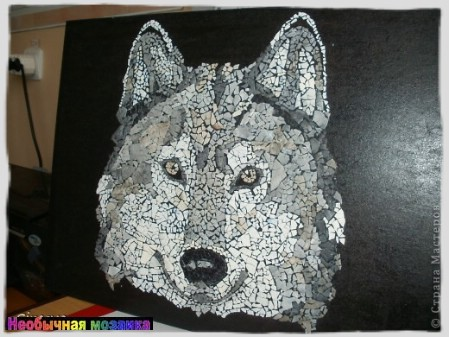 © Страна Мастеров
Необычная мозаика